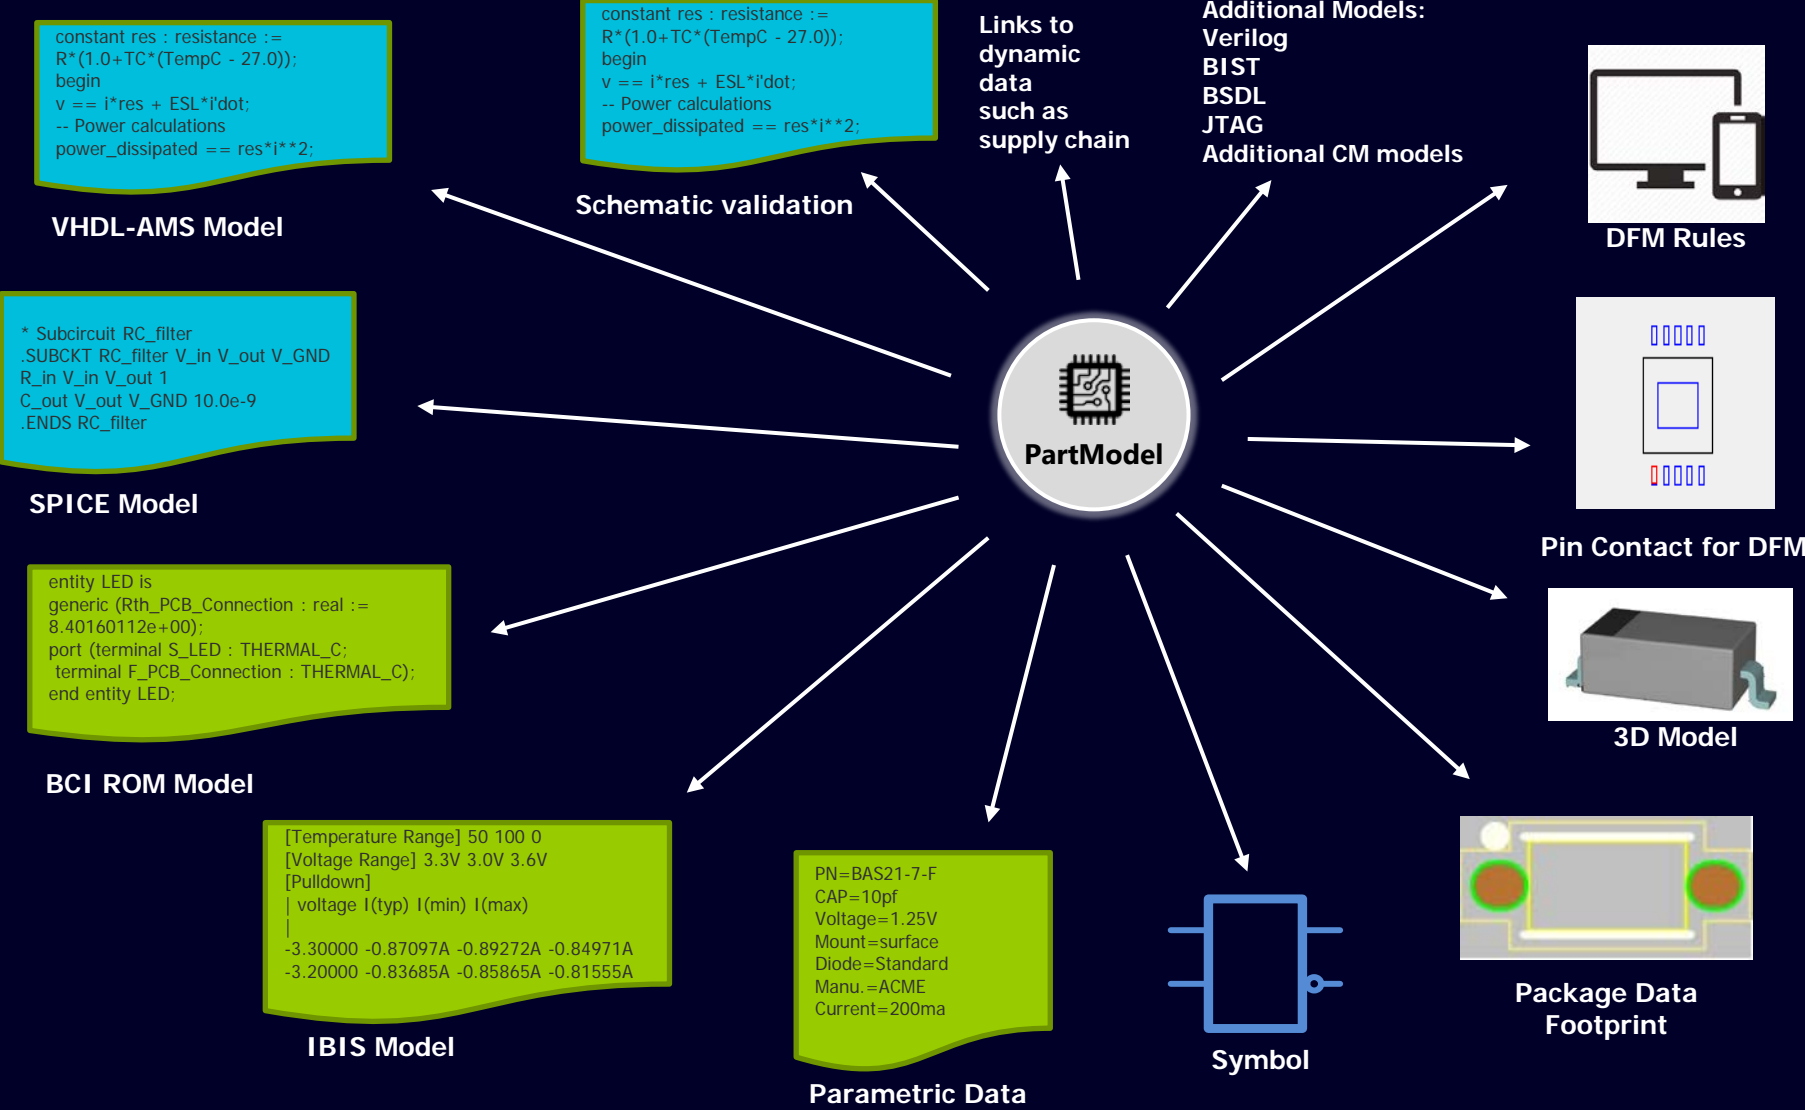 constant res : resistance :=
R*(1.0+TC*(TempC - 27.0));
begin
v == i*res + ESL*i'dot;
-- Power calculations
power_dissipated == res*i**2;
VHDL-AMS Model
constant res : resistance :=
R*(1.0+TC*(TempC - 27.0));
begin
v == i*res + ESL*i'dot;
-- Power calculations
power_dissipated == res*i**2;
Schematic validation
Links to
dynamic
data
such as
supply chain
Additional Models:
Verilog
BIST
BSDL
JTAG
Additional CM models
DFM Rules
* Subcircuit RC_filter
.SUBCKT RC_filter V_in V_out V_GND
R_in V_in V_out 1
C_out V_out V_GND 10.0e-9
.ENDS RC_filter
SPICE Model
PartModel
Pin Contact for DFM
entity LED is
generic (Rth_PCB_Connection : real :=
8.40160112e+00);
port (terminal S_LED : THERMAL_C;
terminal F_PCB_Connection : THERMAL_C);
end entity LED;
BCI ROM Model
3D Model
[Temperature Range] 50 100 0
[Voltage Range] 3.3V 3.0V 3.6V
[Pulldown]
| voltage I(typ) I(min) I(max)
|
-3.30000 -0.87097A -0.89272A -0.84971A
-3.20000 -0.83685A -0.85865A -0.81555A
IBIS Model
PN=BAS21-7-F
CAP=10pf
Voltage=1.25V
Mount=surface
Diode=Standard
Manu.=ACME
Current=200ma
Parametric Data
Symbol
Package Data
Footprint